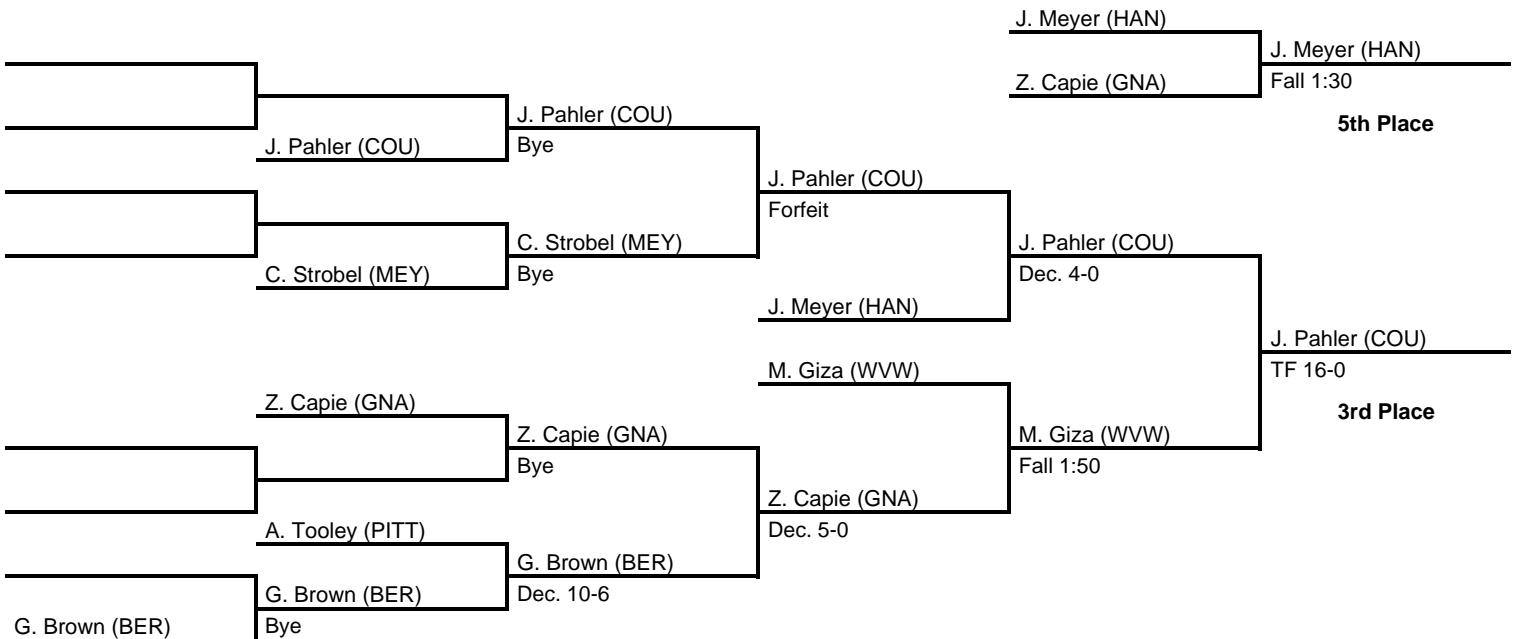 J. Meyer (HAN)
J. Meyer (HAN)
Z. Capie (GNA)
Fall 1:30
J. Pahler (COU)
5th Place
J. Pahler (COU)
Bye
J. Pahler (COU)
Forfeit
C. Strobel (MEY)
J. Pahler (COU)
C. Strobel (MEY)
Bye
Dec. 4-0
J. Meyer (HAN)
J. Pahler (COU)
M. Giza (WVW)
TF 16-0
Z. Capie (GNA)
3rd Place
Z. Capie (GNA)
M. Giza (WVW)
Bye
Fall 1:50
Z. Capie (GNA)
A. Tooley (PITT)
Dec. 5-0
G. Brown (BER)
G. Brown (BER)
Dec. 10-6
G. Brown (BER)
Bye